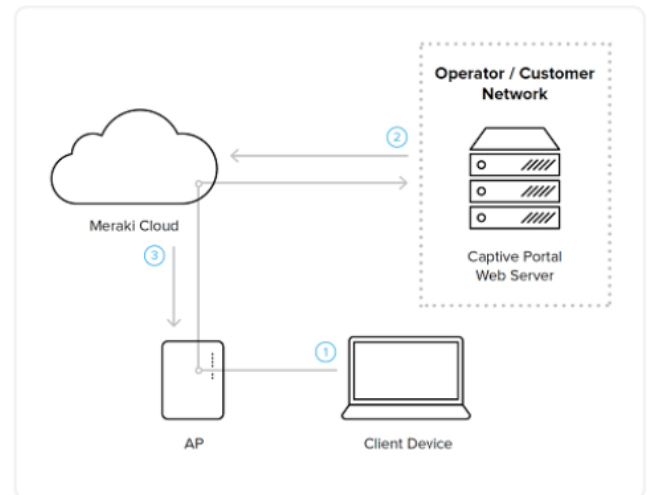 Operator / Customer
Network
2
Meraki Cloud
3
Captive Portal
Web Server
1
AP
Client Device